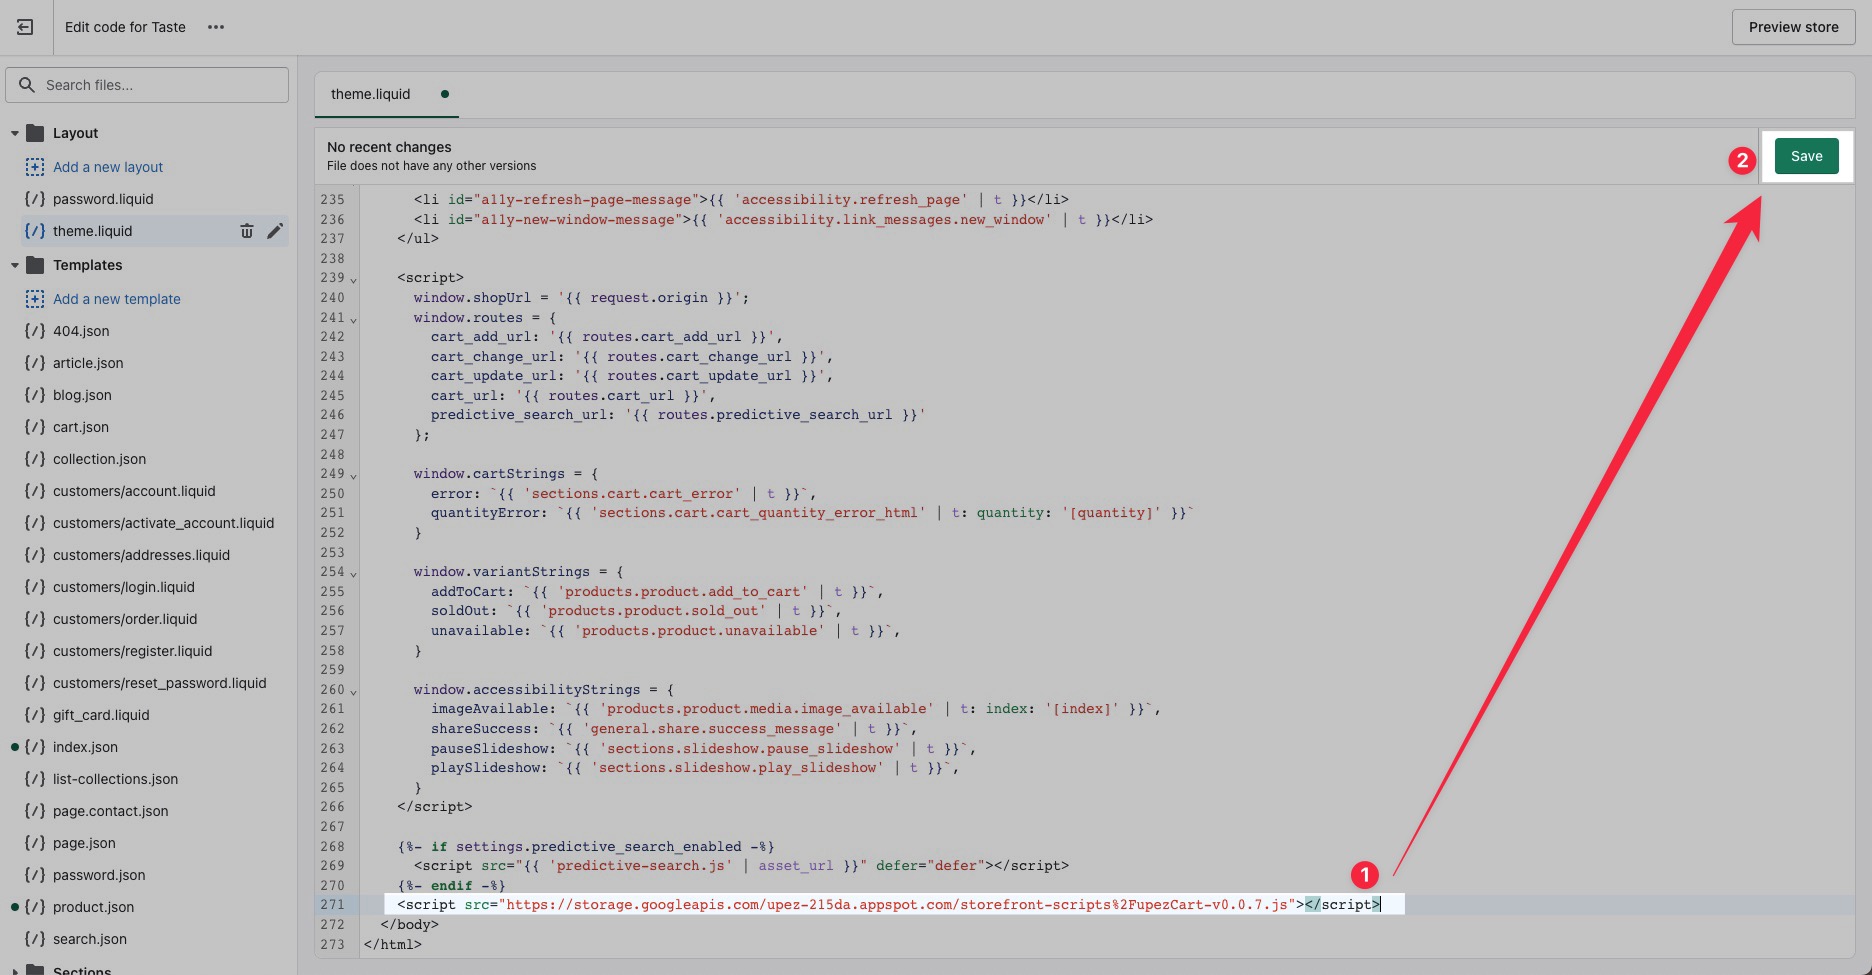 Edit code for Taste
Preview store
Search files...
Layout
Add a new layout
{/} password.liquid
{/} theme.liquid
Templates
Add a new template
{/} 404.json
{/} article.json
{/} blog.json
{/} cart.json
{/} collection.json
{/} customers/account.liquid
{/} customers/activate_account.liquid
{/} customers/addresses.liquid
{/} customers/login.liquid
{/} customers/order.liquid
{/} customers/register.liquid
{/} customers/reset_password.liquid
{/} gift_card.liquid
{/} index.json
{/} list-collections.json
{/} page.contact.json
{/} page.json
{/} password.json
{/} product.json
{/} search.json
Sections
theme.liquid
No recent changes
File does not have any other versions
2
Save
235 <li id="a11y-refresh-page-message">{{ 'accessibility.refresh_page' | t }}</li>
236 <li id="a11y-new-window-message">{{ 'accessibility.link_messages.new_window' | t }}</li>
237 </ul>
238
239 <script>
240 window.shopUrl = '{{ request.origin }}';
241 window.routes = {
242 cart_add_url: '{{ routes.cart_add_url }}',
243 cart_change_url: '{{ routes.cart_change_url }}',
244 cart_update_url: '{{ routes.cart_update_url }}',
245 cart_url: '{{ routes.cart_url }}',
246 predictive_search_url: '{{ routes.predictive_search_url }}'
247 };
248
249 window.cartStrings = {
250 error: `{{ 'sections.cart.cart_error' | t }}`,
251 quantityError: `{{ 'sections.cart.cart_quantity_error_html' | t: quantity: '[quantity]' }}`
252 }
253
254 window.variantStrings = {
255 addToCart: `{{ 'products.product.add_to_cart' | t }}`,
256 soldOut: `{{ 'products.product.sold_out' | t }}`,
257 unavailable: `{{ 'products.product.unavailable' | t }}`,
258 }
259
260 window.accessibilityStrings = {
261 imageAvailable: `{{ 'products.product.media.image_available' | t: index: '[index]' }}`,
262 shareSuccess: `{{ 'general.share.success_message' | t }}`,
263 pauseSlideshow: `{{ 'sections.slideshow.pause_slideshow' | t }}`,
264 playSlideshow: `{{ 'sections.slideshow.play_slideshow' | t }}`,
265 }
266 </script>
267
268 {%- if settings.predictive_search_enabled -%}
269 <script src="{{ 'predictive-search.js' | asset_url }}" defer="defer"></script>
1
270 {%- endif -%}
271 <script src="https://storage.googleapis.com/upez-215da.appspot.com/storefront-scripts%2FupezCart-v0.0.7.js"></script>
272 </body>
273 </html>